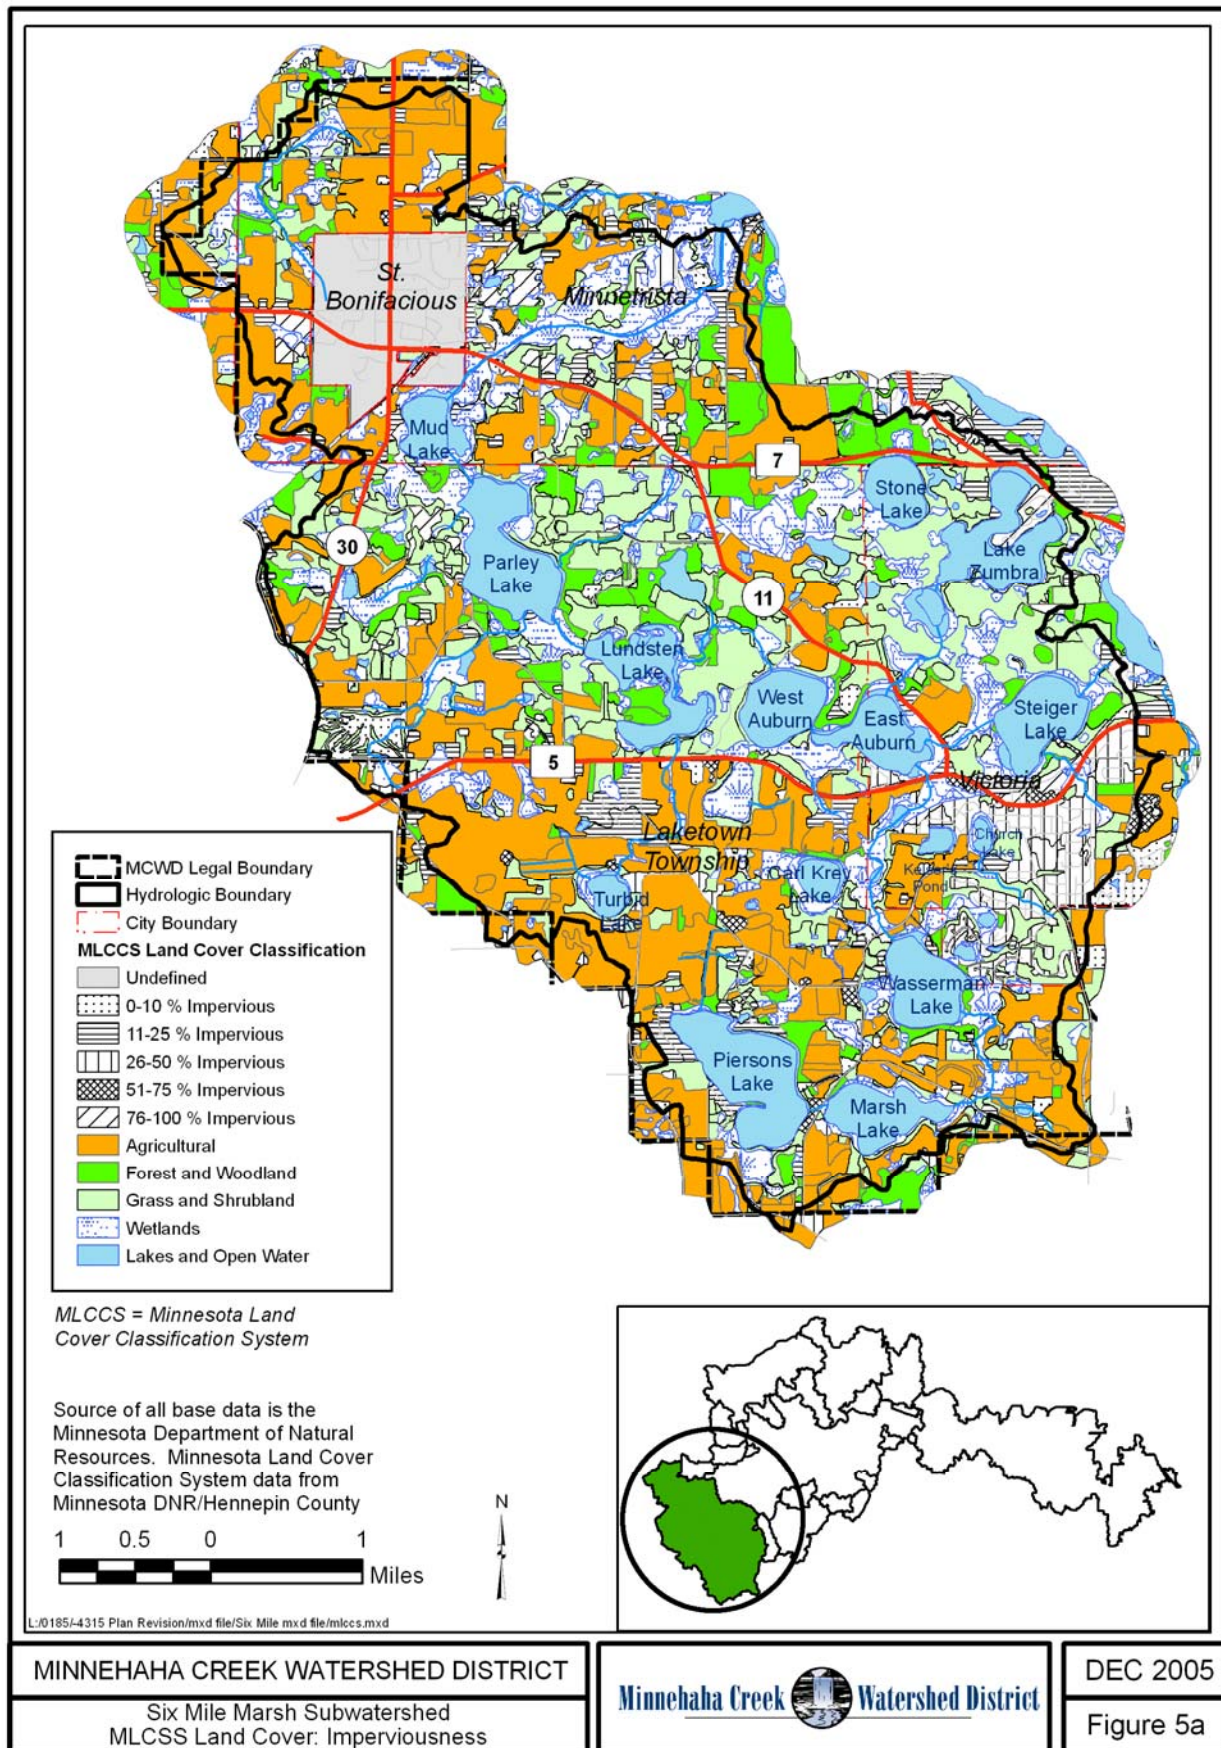 St.
Bonifacious
Minnetrista
Mud
Lake
7
Stone
Lake
30
Parley
Lake
Lake
Zumbra
11
Lundsten
Lake
West
Auburn
East
Auburn
Steiger
Lake
5
Victoria
Laketown
Township
Church
Lake
Carl Krey
Lake
Pond
Turbid
Lake
Wasserman
Lake
Piersons
Lake
Marsh
Lake
MCWD Legal Boundary
Hydrologic Boundary
City Boundary
MLCCS Land Cover Classification
Undefined
0-10 % Impervious
11-25 % Impervious
26-50 % Impervious
51-75 % Impervious
76-100 % Impervious
Agricultural
Forest and Woodland
Grass and Shrubland
Wetlands
Lakes and Open Water
MLCCS = Minnesota Land
Cover Classification System
Source of all base data is the
Minnesota Department of Natural
Resources. Minnesota Land Cover
Classification System data from
Minnesota DNR/Hennepin County
N
1 0.5 0 1
Miles
L:/0185/-4315 Plan Revision/mxd file/Six Mile mxd file/mlccs.mxd
MINNEHAHA CREEK WATERSHED DISTRICT
Six Mile Marsh Subwatershed
MLCSS Land Cover: Imperviousness
Minnehaha Creek Watershed District
DEC 2005
Figure 5a